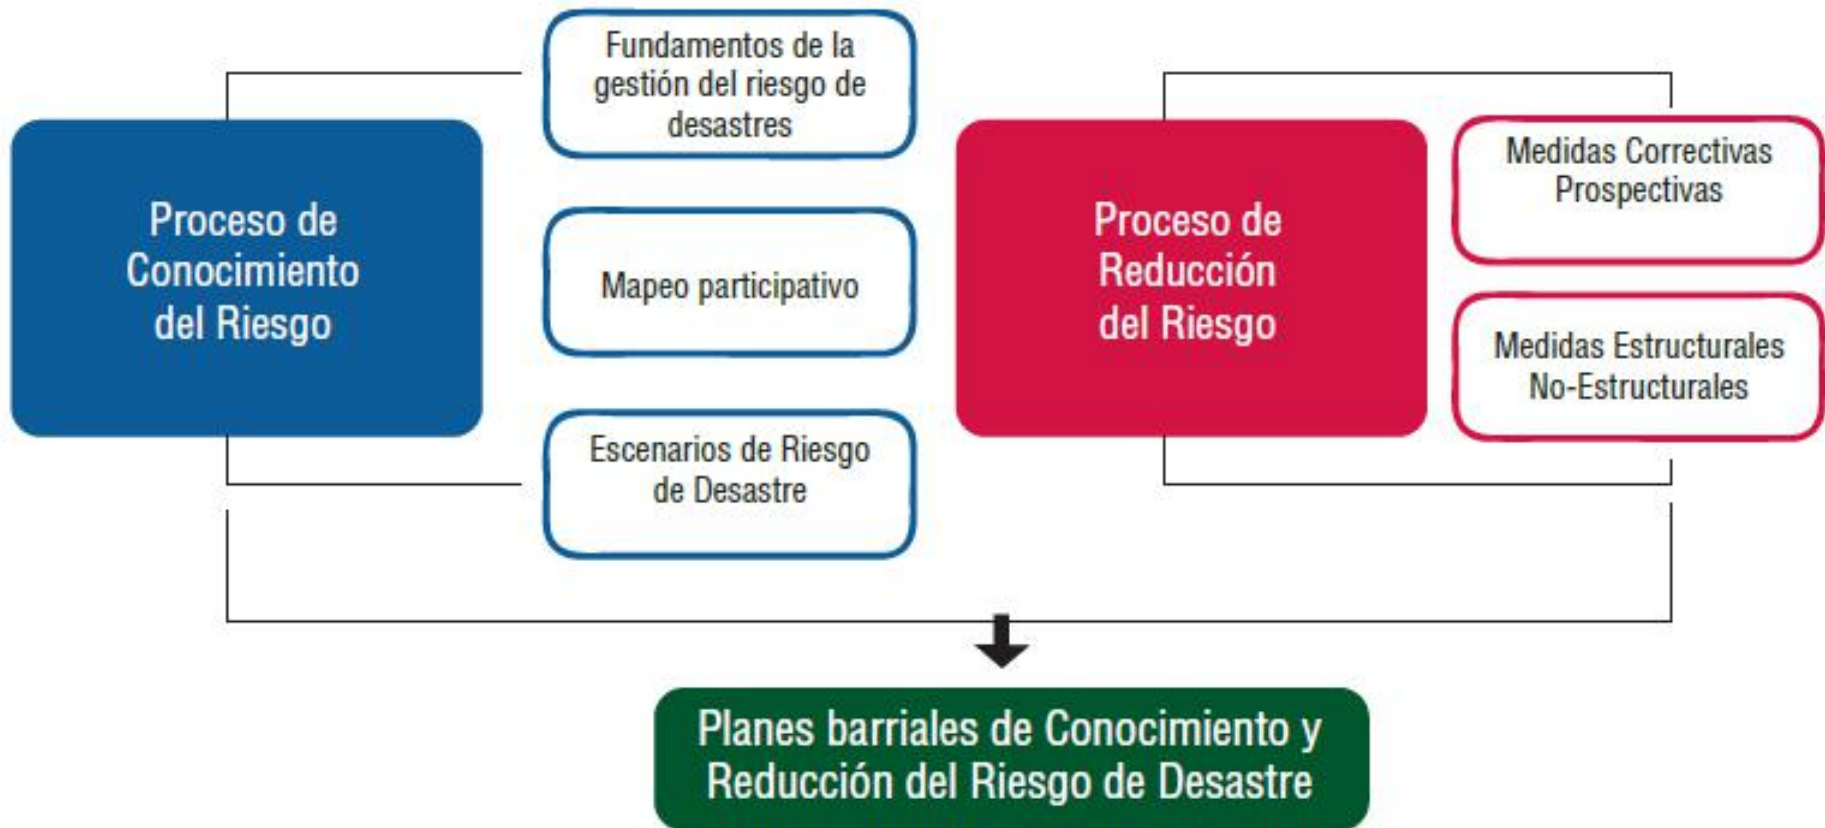 Proceso de
Conocimiento
del Riesgo
Fundamentos de la
gestión del riesgo de
desastres
Mapeo participativo
Escenarios de Riesgo
de Desastre
Proceso de
Reducción
del Riesgo
Medidas Correctivas
Prospectivas
Medidas Estructurales
No-Estructurales
Planes barriales de Conocimiento y
Reducción del Riesgo de Desastre